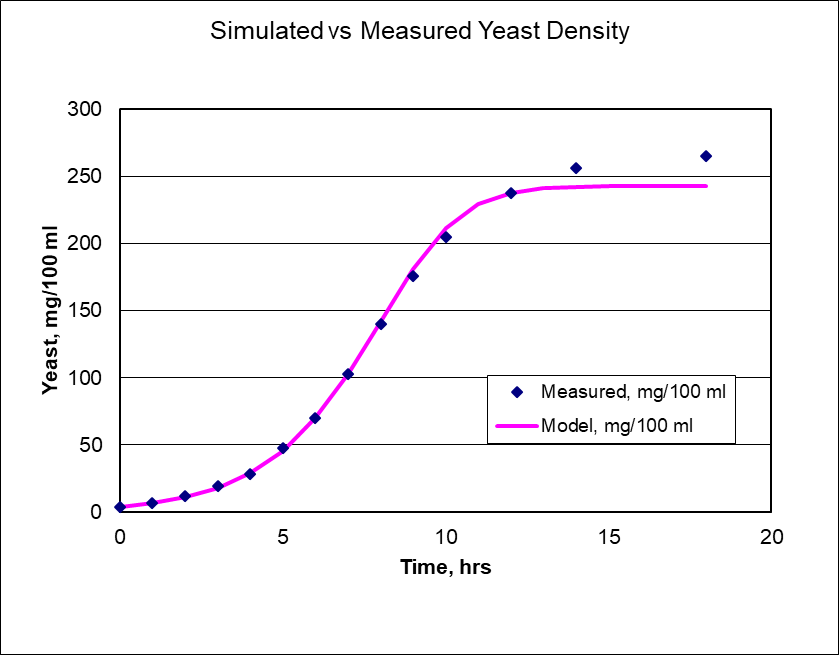 Simulated vs Measured Yeast Density
300
250
200
150
100
50
0
Yeast, mg/100 ml
Measured, mg/100 ml
Model, mg/100 ml
0 5 10 15 20
Time, hrs